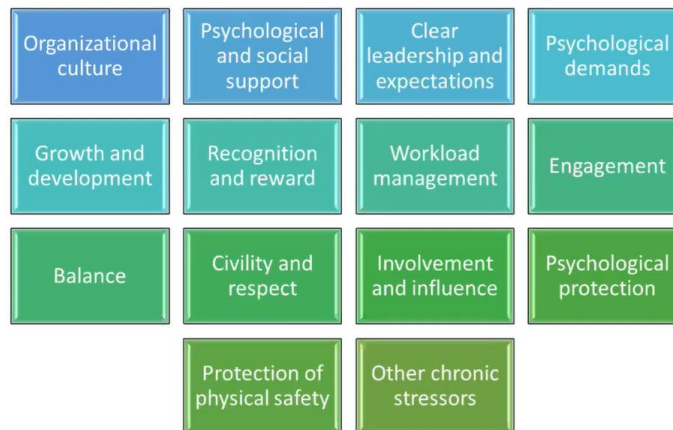 Organizational
culture
Psychological
and social
support
Clear
leadership and
expectations
Psychological
demands
Growth and
development
Recognition
and reward
Workload
management
Engagement
Balance
Civility and
respect
Involvement
and influence
Psychological
protection
Protection of
physical safety
Other chronic
stressors